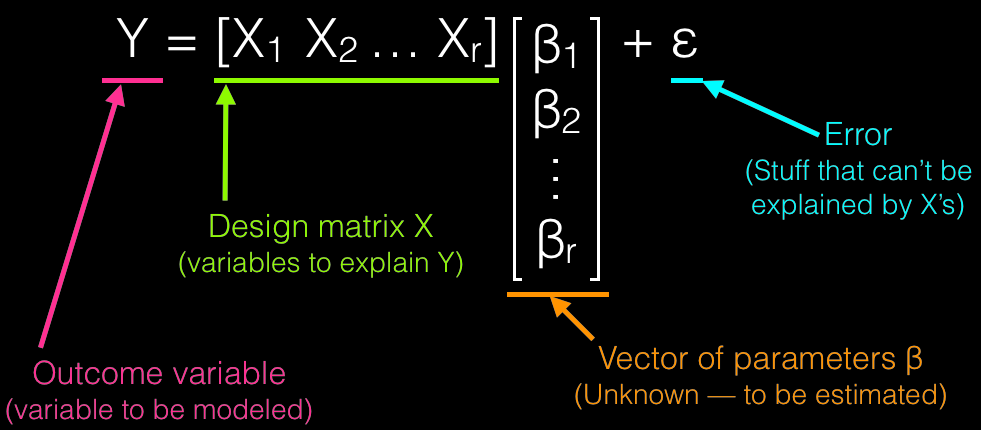 Y = [X₁ X₂ … Xᵣ] [β₁ β₂ ⋮ βᵣ] + ε
Error
(Stuff that can't be
explained by X's)
Design matrix X
(variables to explain Y)
Vector of parameters β
(Unknown — to be estimated)
Outcome variable
(variable to be modeled)